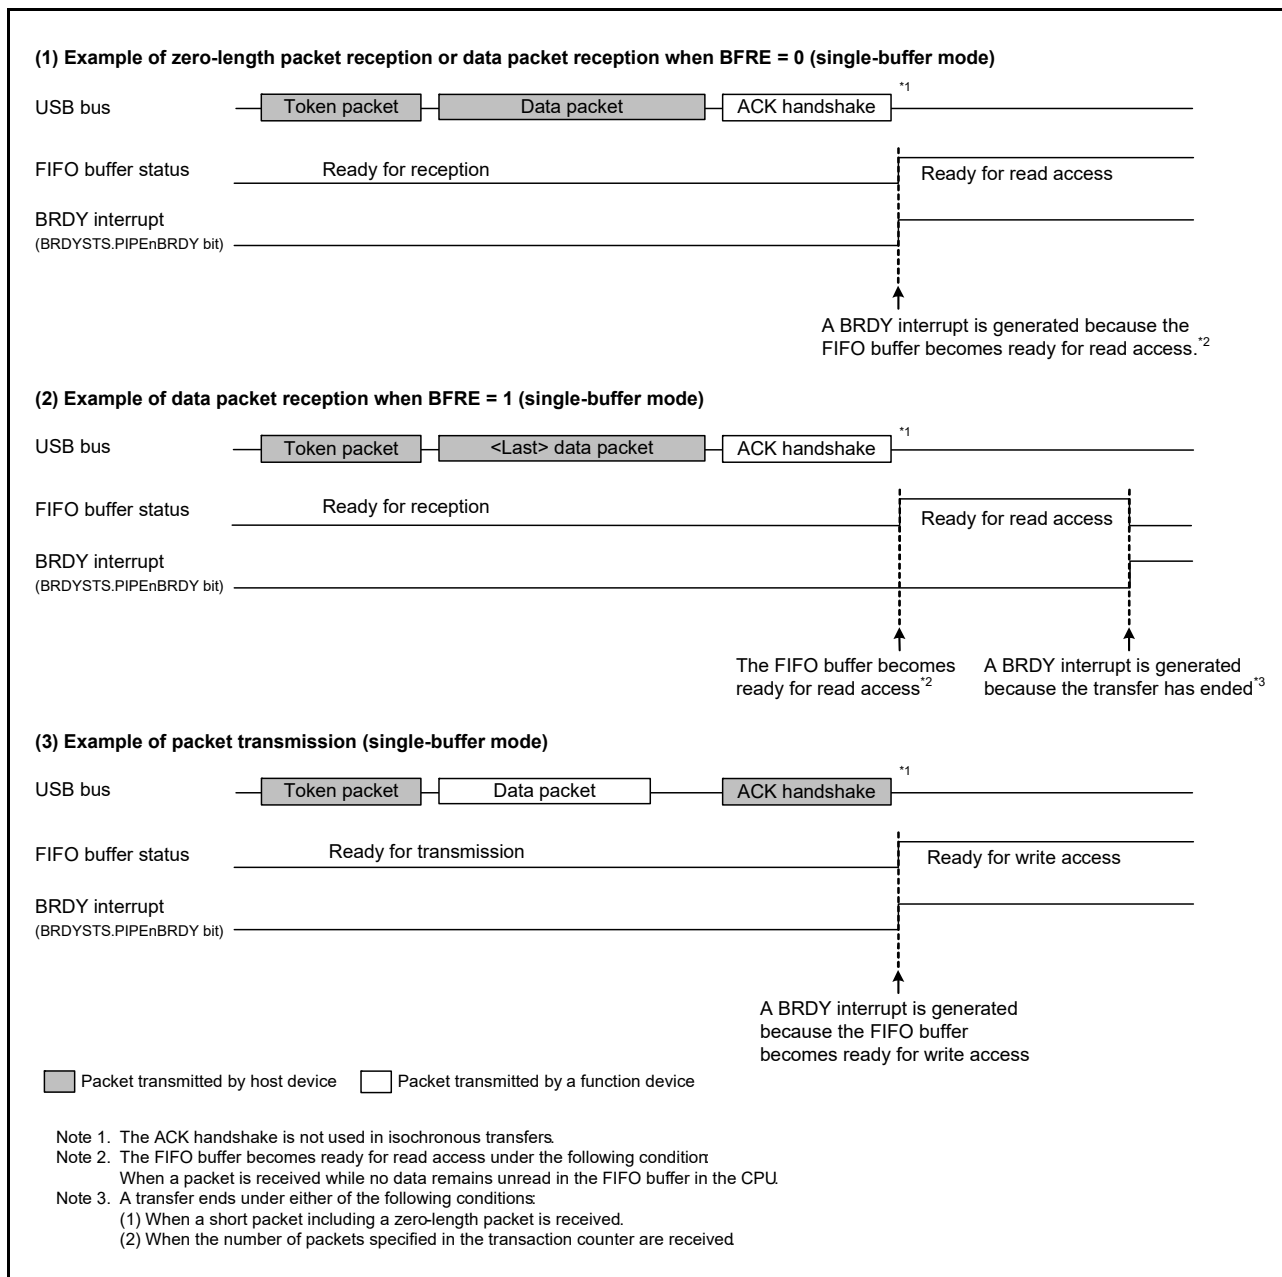 (1) Example of zero-length packet reception or data packet reception when BFRE = 0 (single-buffer mode)
USB bus
Token packet
Data packet
ACK handshake
*1
FIFO buffer status
Ready for reception
Ready for read access
BRDY interrupt
(BRDYSTS.PIPEnBRDY bit)
A BRDY interrupt is generated because the
FIFO buffer becomes ready for read access.*2
(2) Example of data packet reception when BFRE = 1 (single-buffer mode)
USB bus
Token packet
<Last> data packet
ACK handshake
*1
FIFO buffer status
Ready for reception
Ready for read access
BRDY interrupt
(BRDYSTS.PIPEnBRDY bit)
The FIFO buffer becomes
ready for read access*2
A BRDY interrupt is generated
because the transfer has ended*3
(3) Example of packet transmission (single-buffer mode)
USB bus
Token packet
Data packet
ACK handshake
*1
FIFO buffer status
Ready for transmission
Ready for write access
BRDY interrupt
(BRDYSTS.PIPEnBRDY bit)
A BRDY interrupt is generated
because the FIFO buffer
becomes ready for write access
Packet transmitted by host device
Packet transmitted by a function device
Note 1. The ACK handshake is not used in isochronous transfers.
Note 2. The FIFO buffer becomes ready for read access under the following condition:
When a packet is received while no data remains unread in the FIFO buffer in the CPU.
Note 3. A transfer ends under either of the following conditions:
(1) When a short packet including a zero-length packet is received.
(2) When the number of packets specified in the transaction counter are received.